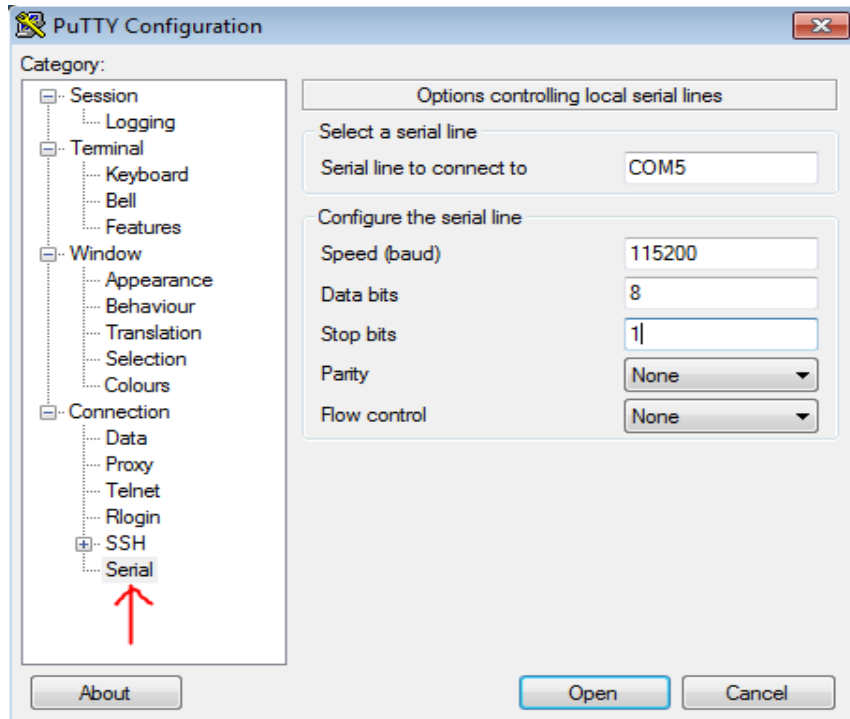 PuTTY Configuration
Category:
Session
Logging
Terminal
Keyboard
Bell
Features
Window
Appearance
Behaviour
Translation
Selection
Colours
Connection
Data
Proxy
Telnet
Rlogin
SSH
Serial
Options controlling local serial lines
Select a serial line
Serial line to connect to COM5
Configure the serial line
Speed (baud) 115200
Data bits 8
Stop bits 1
Parity None
Flow control None
About Open Cancel